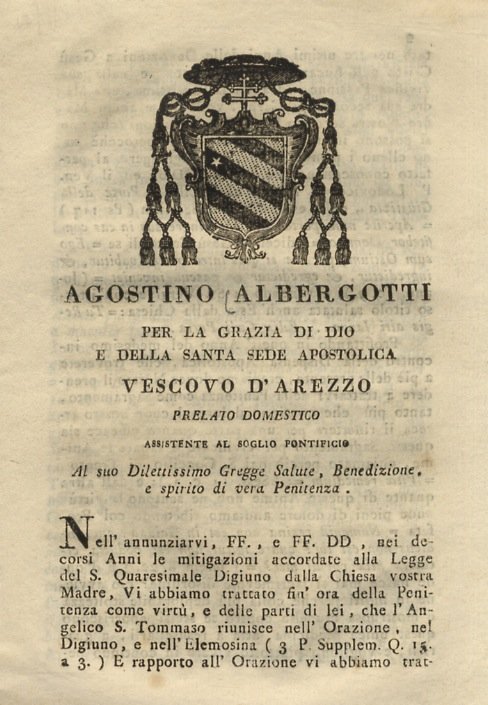 AGOSTINO ALBERGOTTI
PER LA GRAZIA DI DIO
E DELLA SANTA SEDE APOSTOLICA
VESCOVO D'AREZZO
PRELATO DOMESTICO
ASSISTENTE AL SOGLIO PONTIFICIO
Al suo Dilettissimo Gregge Salute, Benedizione,
e spirito di vera Penitenza.
Nell' annunziarvi, FF., e FF. DD, nei de-
corsi Anni le mitigazioni accordate alla Legge
del S. Quaresimale Digiuno dalla Chiesa vostra
Madre, Vi abbiamo trattato fin' ora della Peni-
tenza come virtù, e delle parti di lei, che l'An-
gelico S. Tommaso riunisce nell' Orazione, nel
Digiuno, e nell'Elemosina ( 3 P. Supplem. Q. 15.
a 3. ) E rapporto all' Orazione vi abbiamo trat-